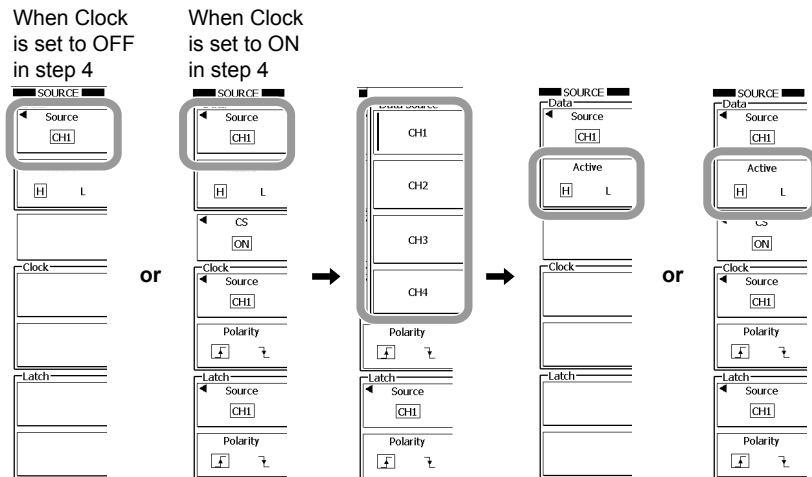 When Clock
is set to OFF
in step 4
SOURCE
Source
CH1
H L
Clock
Latch
or
When Clock
is set to ON
in step 4
SOURCE
Source
CH1
H L
CS
ON
Clock
Source
CH1
Polarity
Latch
Source
CH1
Polarity
Data Source
CH1
CH2
CH3
CH4
Polarity
Latch
Source
CH1
Polarity
SOURCE
Data
Source
CH1
Active
H L
Clock
Latch
or
SOURCE
Data
Source
CH1
Active
H L
CS
ON
Clock
Source
CH1
Polarity
Latch
Source
CH1
Polarity